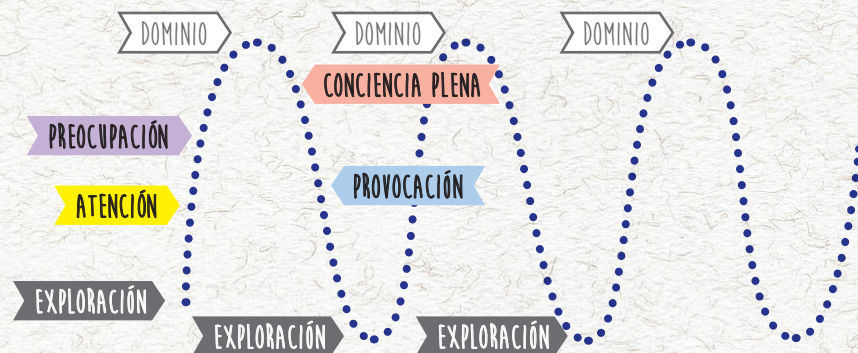 DOMINIO
DOMINIO
DOMINIO
CONCIENCIA PLENA
PREOCUPACIÓN
PROVOCACIÓN
ATENCIÓN
EXPLORACIÓN
EXPLORACIÓN
EXPLORACIÓN